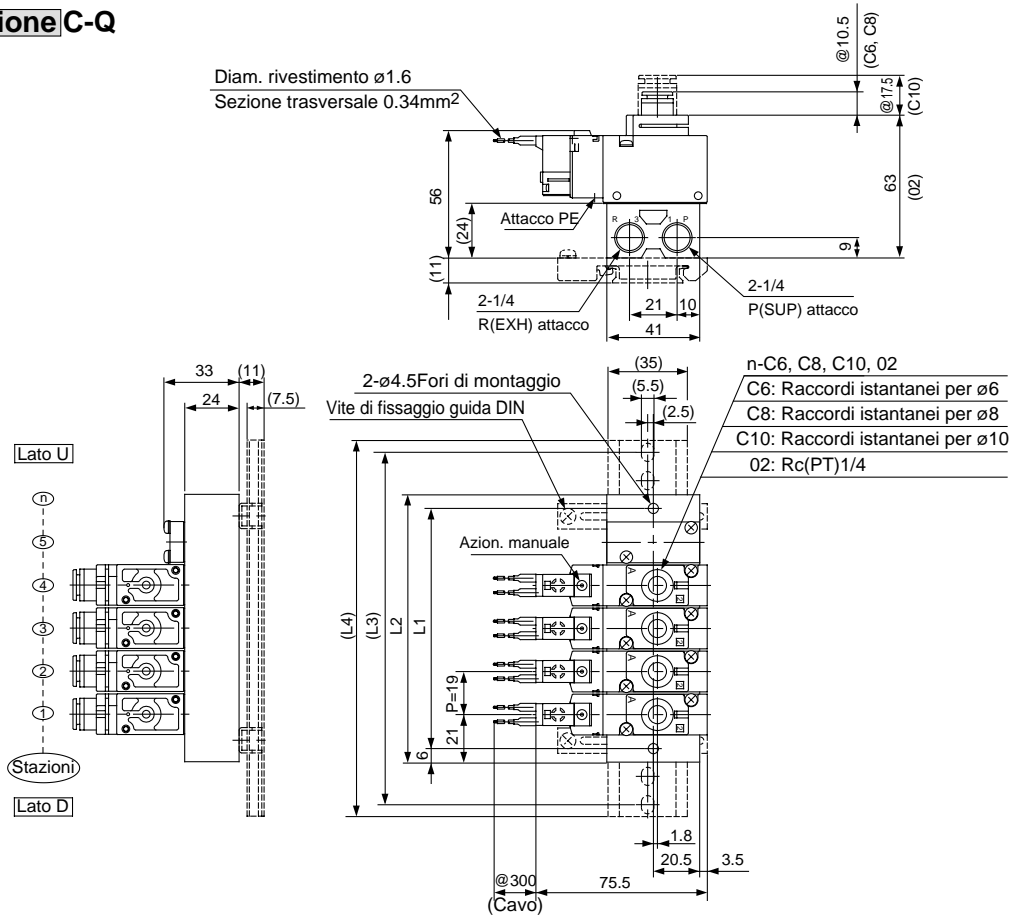 ione C-Q
@10.5
(C6, C8)
@17.5
(C10)
Diam. rivestimento ø1.6
Sezione trasversale 0.34mm2
56
(24)
(11)
Attacco PE
R 3 1 P
63
(02)
9
2-1/4
R(EXH) attacco
21
10
41
2-1/4
P(SUP) attacco
33
(11)
24
(7.5)
2-ø4.5Fori di montaggio
Vite di fissaggio guida DIN
(35)
(5.5)
(2.5)
n-C6, C8, C10, 02
C6: Raccordi istantanei per ø6
C8: Raccordi istantanei per ø8
C10: Raccordi istantanei per ø10
02: Rc(PT)1/4
Lato U
n
5
4
3
2
1
Stazioni
Lato D
Azion. manuale
(L4)
(L3)
L2
L1
P=19
21
6
A
A
A
A
1.8
20.5
3.5
@300
(Cavo)
75.5